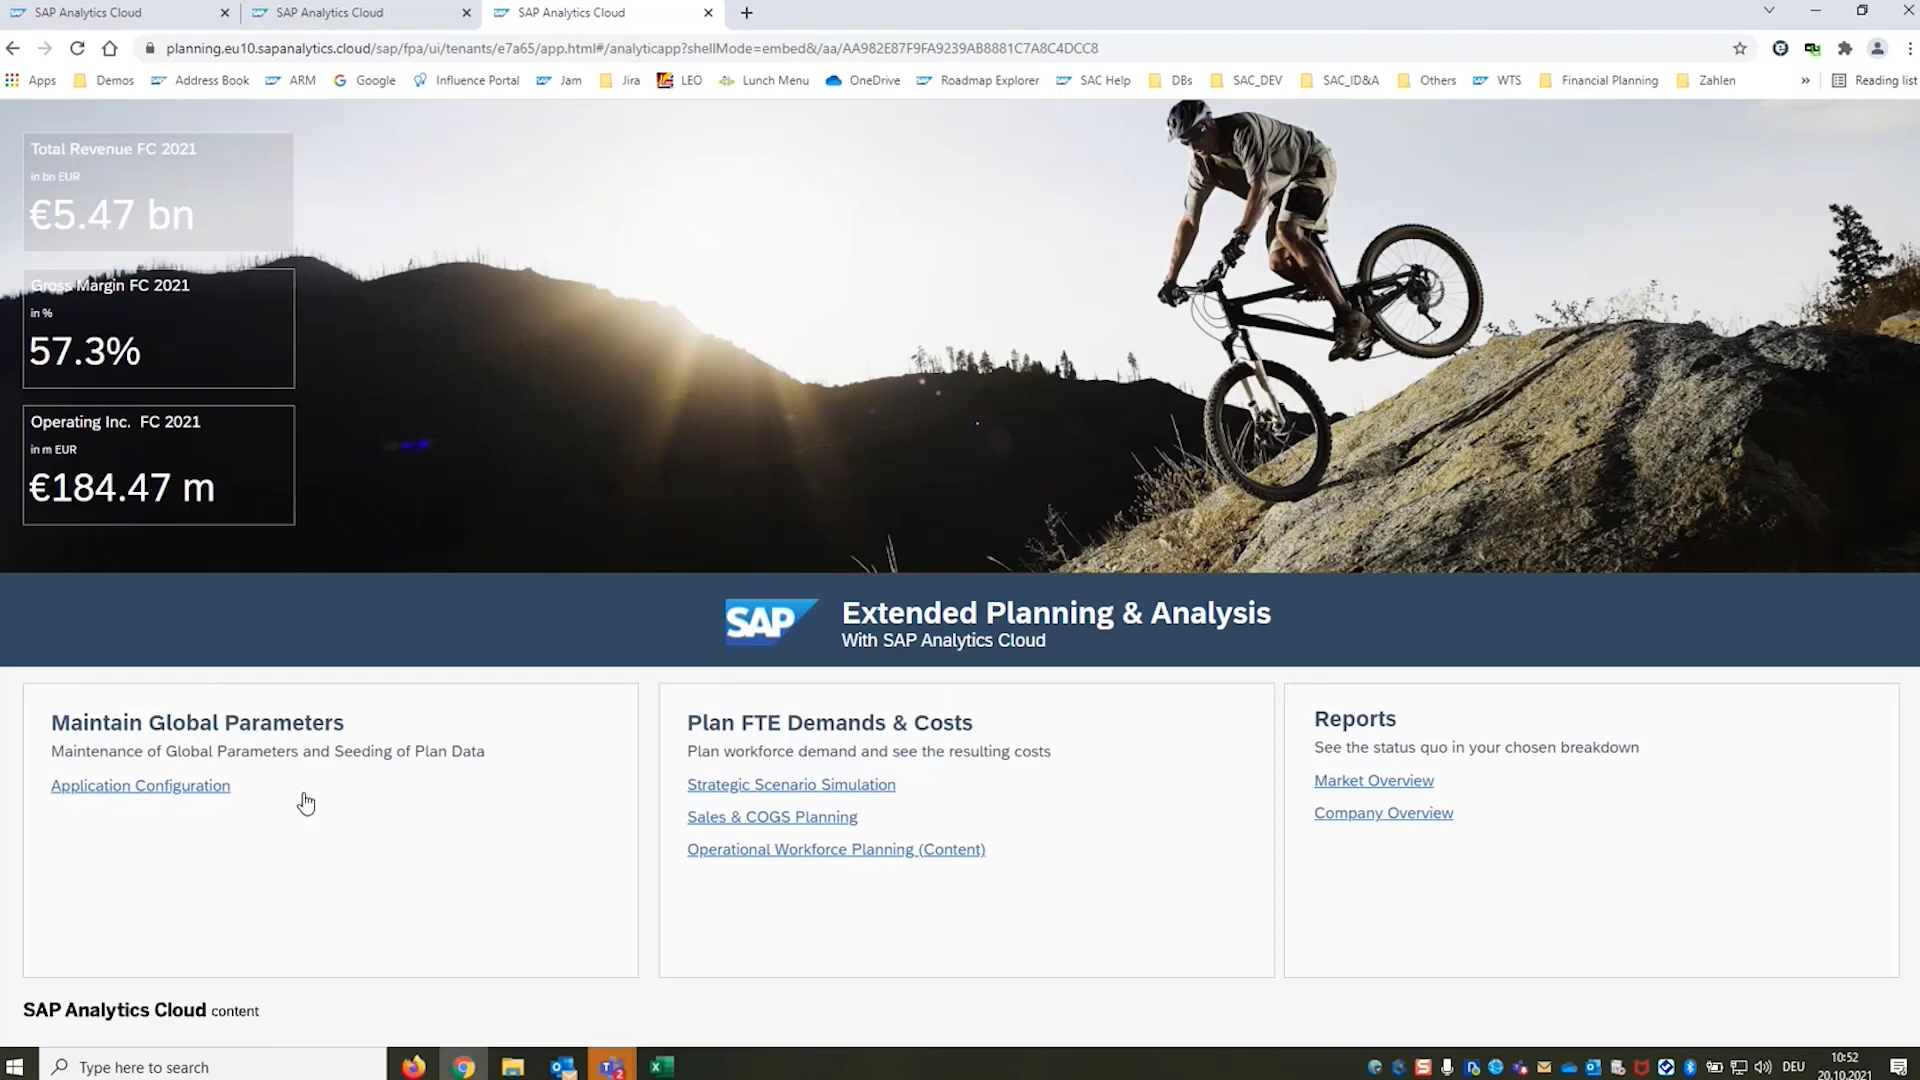 SAP Analytics Cloud
SAP Analytics Cloud
SAP Analytics Cloud
planning.eu10.sapanalytics.cloud/sap/fpa/ui/tenants/e7a65/app.html#/analyticapp?shellMode=embed&/aa/AA982E87F9FA9239AB8881C7A8C4DCC8
Apps Demos Address Book ARM Google Influence Portal Jam Jira LEO Lunch Menu OneDrive Roadmap Explorer SAC Help DBs SAC_DEV SAC_ID&A Others WTS Financial Planning Zahlen » Reading list
Total Revenue FC 2021
in bn EUR
€5.47 bn
Gross Margin FC 2021
in %
57.3%
Operating Inc. FC 2021
in m EUR
€184.47 m
SAP
Extended Planning & Analysis
With SAP Analytics Cloud
Maintain Global Parameters
Maintenance of Global Parameters and Seeding of Plan Data
Application Configuration
Plan FTE Demands & Costs
Plan workforce demand and see the resulting costs
Strategic Scenario Simulation
Sales & COGS Planning
Operational Workforce Planning (Content)
Reports
See the status quo in your chosen breakdown
Market Overview
Company Overview
SAP Analytics Cloud content
Type here to search
DEU
10:52
20.10.2021